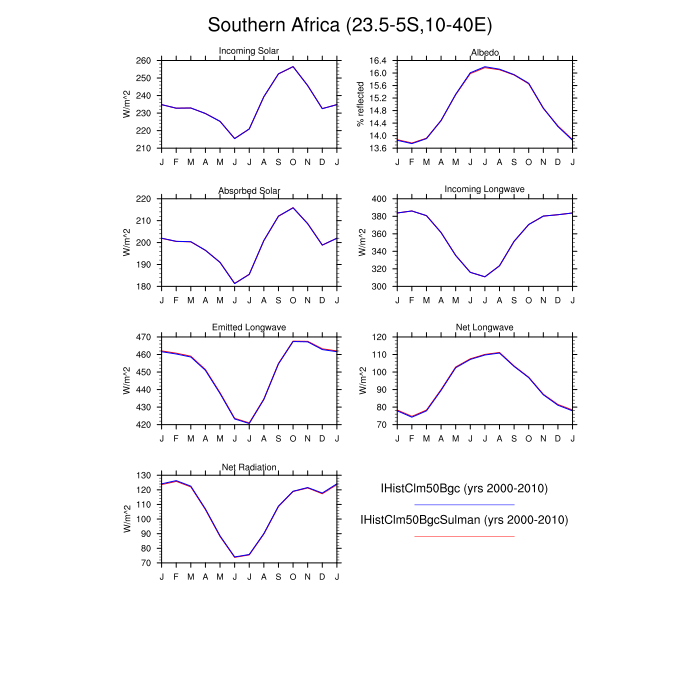 Southern Africa (23.5-5S,10-40E)
Incoming Solar
W/m^2
260
250
240
230
220
210
J F M A M J J A S O N D J
Albedo
% reflected
16.4
16.0
15.6
15.2
14.8
14.4
14.0
13.6
J F M A M J J A S O N D J
Absorbed Solar
W/m^2
220
210
200
190
180
J F M A M J J A S O N D J
Incoming Longwave
W/m^2
400
380
360
340
320
300
J F M A M J J A S O N D J
Emitted Longwave
W/m^2
470
460
450
440
430
420
J F M A M J J A S O N D J
Net Longwave
W/m^2
120
110
100
90
80
70
J F M A M J J A S O N D J
Net Radiation
W/m^2
130
120
110
100
90
80
70
J F M A M J J A S O N D J
IHistClm50Bgc (yrs 2000-2010)
IHistClm50BgcSulman (yrs 2000-2010)